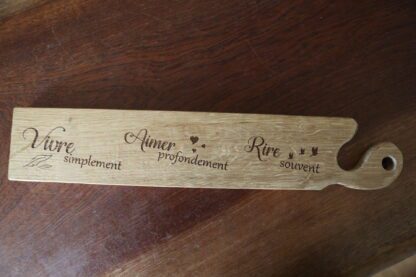 Vivre
simplement
Aimer
profondement
Rire
souvent